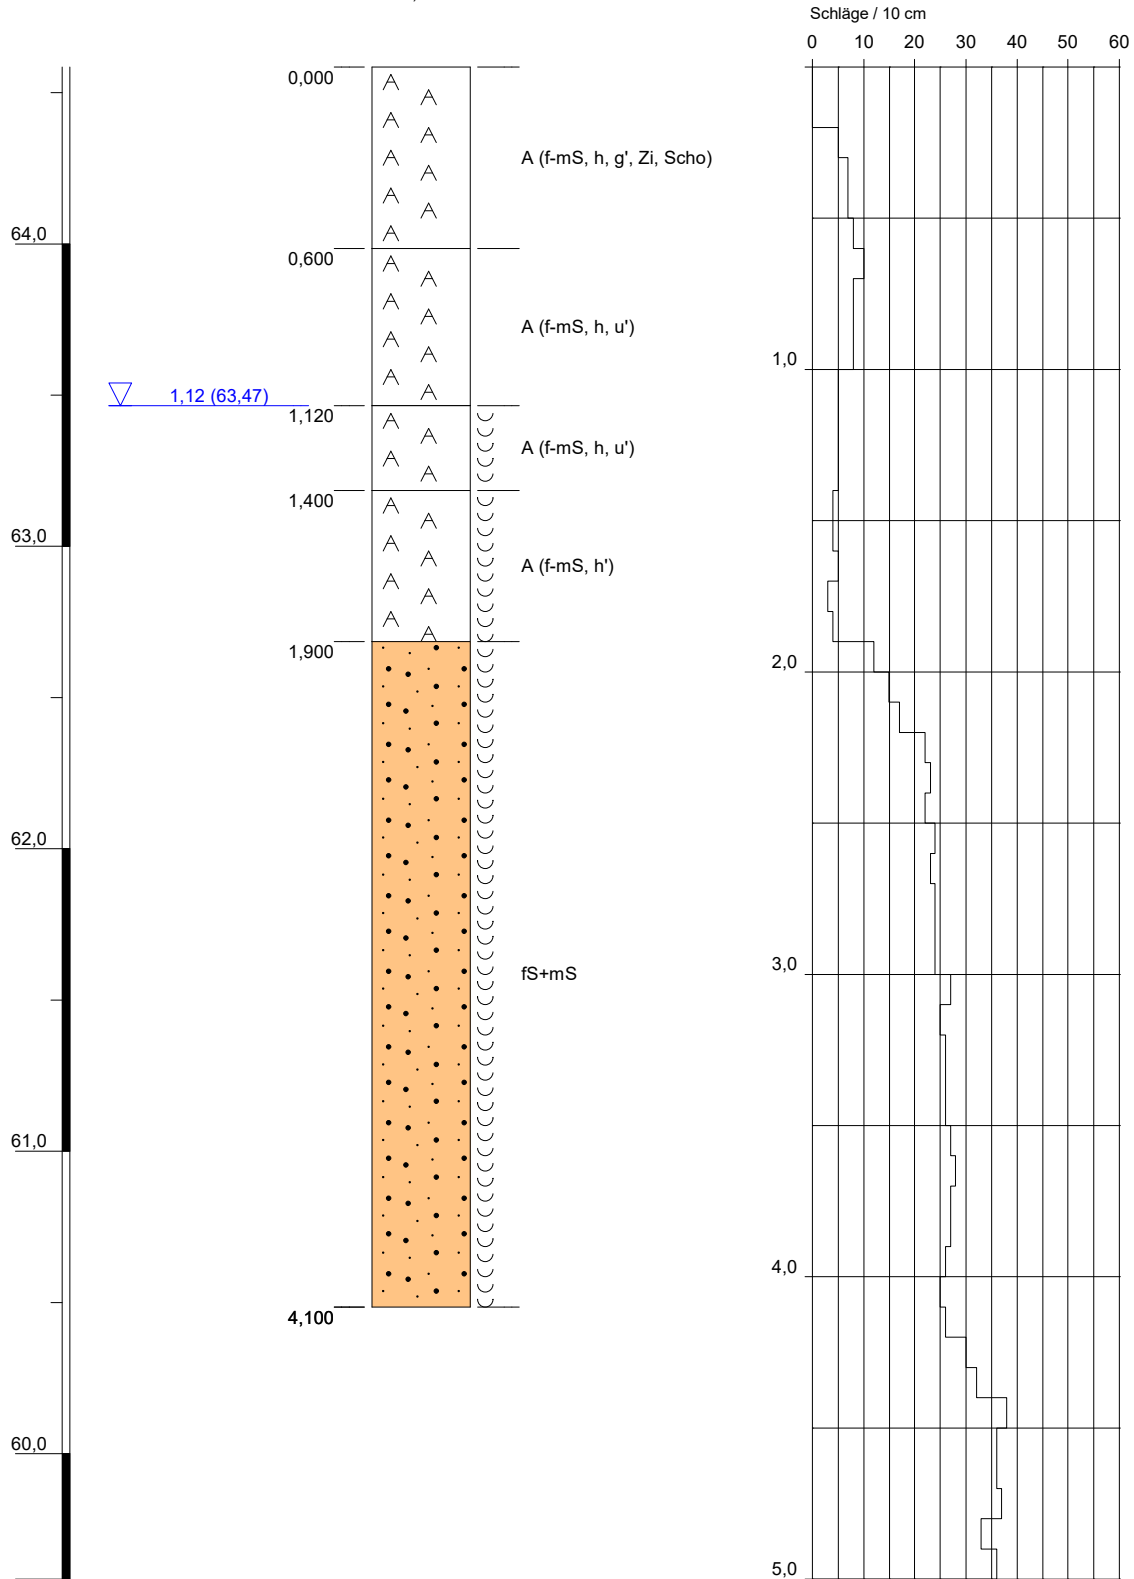 Schläge / 10 cm
0 10 20 30 40 50 60
0,000
A (f-mS, h, g', Zi, Scho)
64,0
0,600
A (f-mS, h, u')
1,0
1,12 (63,47)
1,120
A (f-mS, h, u')
1,400
63,0
A (f-mS, h')
1,900
2,0
62,0
3,0
fS+mS
61,0
4,0
4,100
60,0
5,0